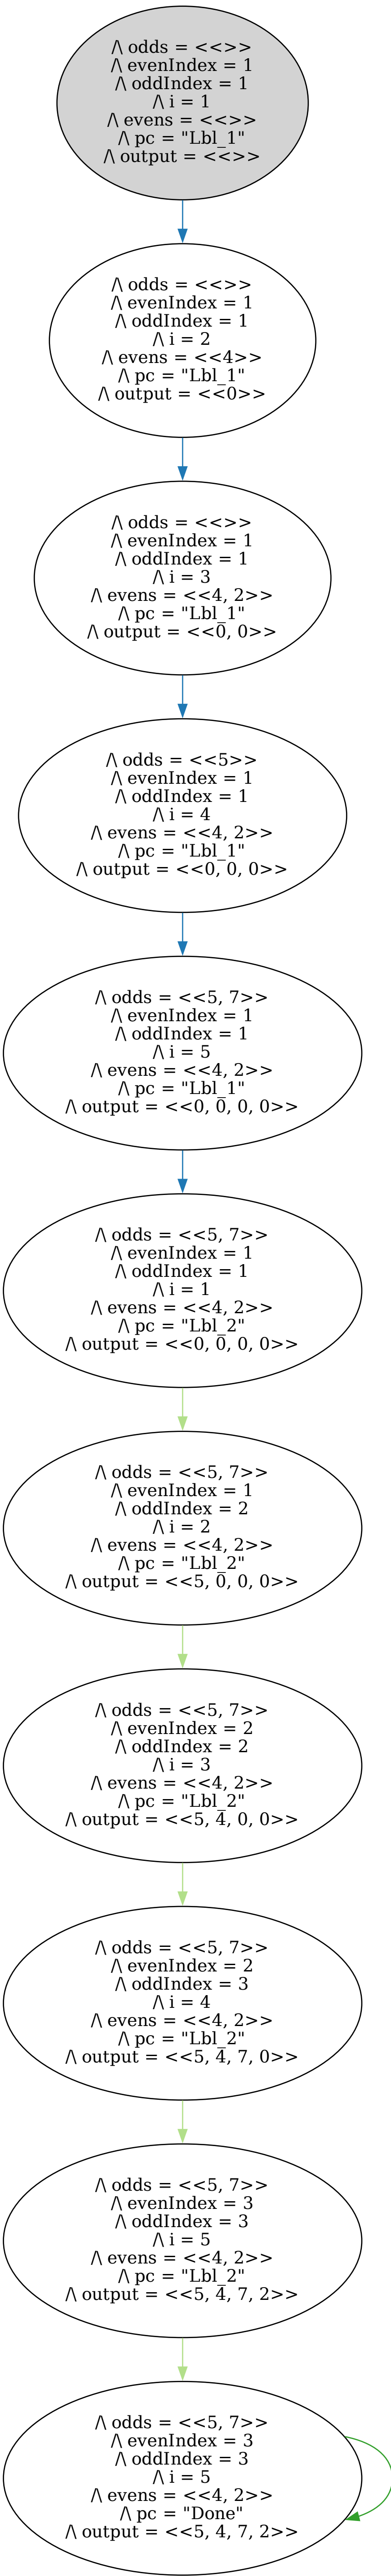 /\ odds = <<>>
/\ evenIndex = 1
/\ oddIndex = 1
/\ i = 1
/\ evens = <<>>
/\ pc = "Lbl_1"
/\ output = <<>>
/\ odds = <<>>
/\ evenIndex = 1
/\ oddIndex = 1
/\ i = 2
/\ evens = <<4>>
/\ pc = "Lbl_1"
/\ output = <<0>>
/\ odds = <<>>
/\ evenIndex = 1
/\ oddIndex = 1
/\ i = 3
/\ evens = <<4, 2>>
/\ pc = "Lbl_1"
/\ output = <<0, 0>>
/\ odds = <<5>>
/\ evenIndex = 1
/\ oddIndex = 1
/\ i = 4
/\ evens = <<4, 2>>
/\ pc = "Lbl_1"
/\ output = <<0, 0, 0>>
/\ odds = <<5, 7>>
/\ evenIndex = 1
/\ oddIndex = 1
/\ i = 5
/\ evens = <<4, 2>>
/\ pc = "Lbl_1"
/\ output = <<0, 0, 0, 0>>
/\ odds = <<5, 7>>
/\ evenIndex = 1
/\ oddIndex = 1
/\ i = 1
/\ evens = <<4, 2>>
/\ pc = "Lbl_2"
/\ output = <<0, 0, 0, 0>>
/\ odds = <<5, 7>>
/\ evenIndex = 1
/\ oddIndex = 2
/\ i = 2
/\ evens = <<4, 2>>
/\ pc = "Lbl_2"
/\ output = <<5, 0, 0, 0>>
/\ odds = <<5, 7>>
/\ evenIndex = 2
/\ oddIndex = 2
/\ i = 3
/\ evens = <<4, 2>>
/\ pc = "Lbl_2"
/\ output = <<5, 4, 0, 0>>
/\ odds = <<5, 7>>
/\ evenIndex = 2
/\ oddIndex = 3
/\ i = 4
/\ evens = <<4, 2>>
/\ pc = "Lbl_2"
/\ output = <<5, 4, 7, 0>>
/\ odds = <<5, 7>>
/\ evenIndex = 3
/\ oddIndex = 3
/\ i = 5
/\ evens = <<4, 2>>
/\ pc = "Lbl_2"
/\ output = <<5, 4, 7, 2>>
/\ odds = <<5, 7>>
/\ evenIndex = 3
/\ oddIndex = 3
/\ i = 5
/\ evens = <<4, 2>>
/\ pc = "Done"
/\ output = <<5, 4, 7, 2>>